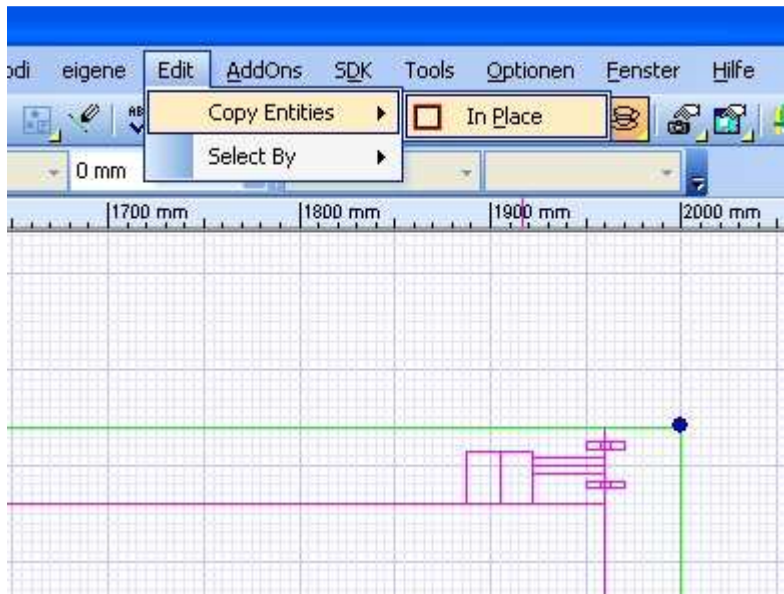 eigene Edit AddOns SDK Tools Optionen Fenster Hilfe
Copy Entities In Place
Select By
0 mm
1700 mm 1800 mm 1900 mm 2000 mm